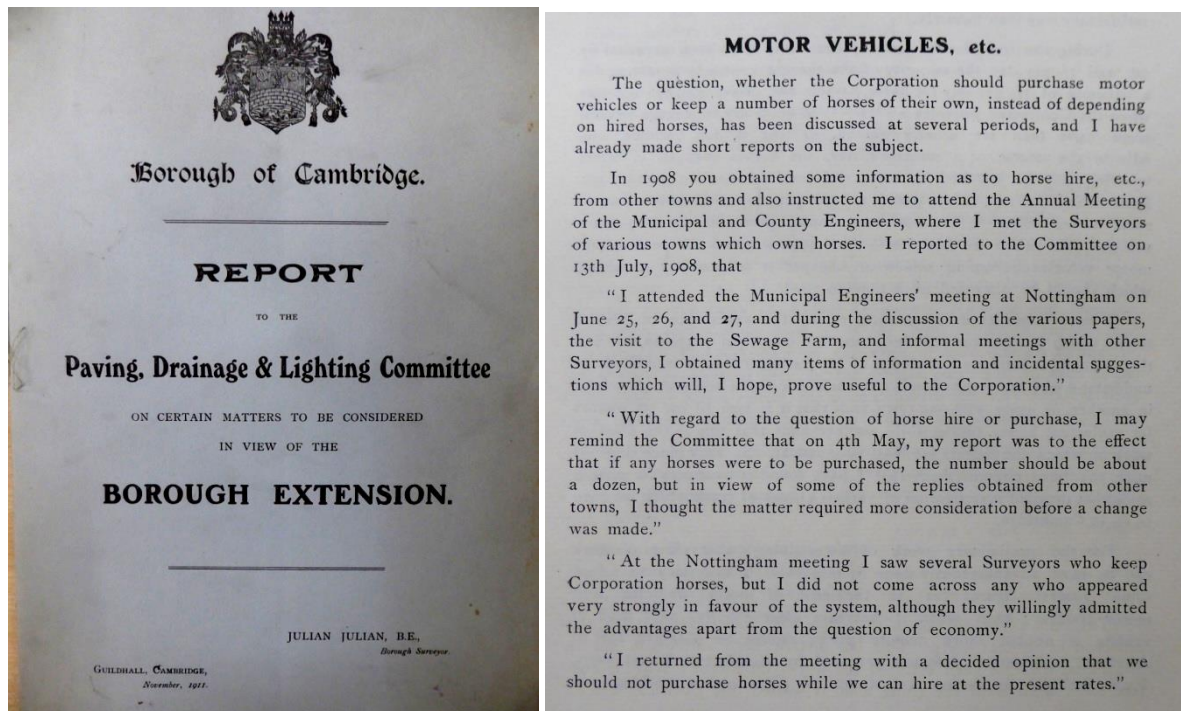 Borough of Cambridge.
REPORT
TO THE
Paving, Drainage & Lighting Committee
ON CERTAIN MATTERS TO BE CONSIDERED
IN VIEW OF THE
BOROUGH EXTENSION.
JULIAN JULIAN, B.E.,
Borough Surveyor.
GUILDHALL, CAMBRIDGE,
November, 1911.
MOTOR VEHICLES, etc.
The question, whether the Corporation should purchase motor
vehicles or keep a number of horses of their own, instead of depending
on hired horses, has been discussed at several periods, and I have
already made short reports on the subject.
In 1908 you obtained some information as to horse hire, etc.,
from other towns and also instructed me to attend the Annual Meeting
of the Municipal and County Engineers, where I met the Surveyors
of various towns which own horses. I reported to the Committee on
13th July, 1908, that
"I attended the Municipal Engineers' meeting at Nottingham on
June 25, 26, and 27, and during the discussion of the various papers,
the visit to the Sewage Farm, and informal meetings with other
Surveyors, I obtained many items of information and incidental sugges-
tions which will, I hope, prove useful to the Corporation."
"With regard to the question of horse hire or purchase, I may
remind the Committee that on 4th May, my report was to the effect
that if any horses were to be purchased, the number should be about
a dozen, but in view of some of the replies obtained from other
towns, I thought the matter required more consideration before a change
was made."
"At the Nottingham meeting I saw several Surveyors who keep
Corporation horses, but I did not come across any who appeared
very strongly in favour of the system, although they willingly admitted
the advantages apart from the question of economy."
"I returned from the meeting with a decided opinion that we
should not purchase horses while we can hire at the present rates."